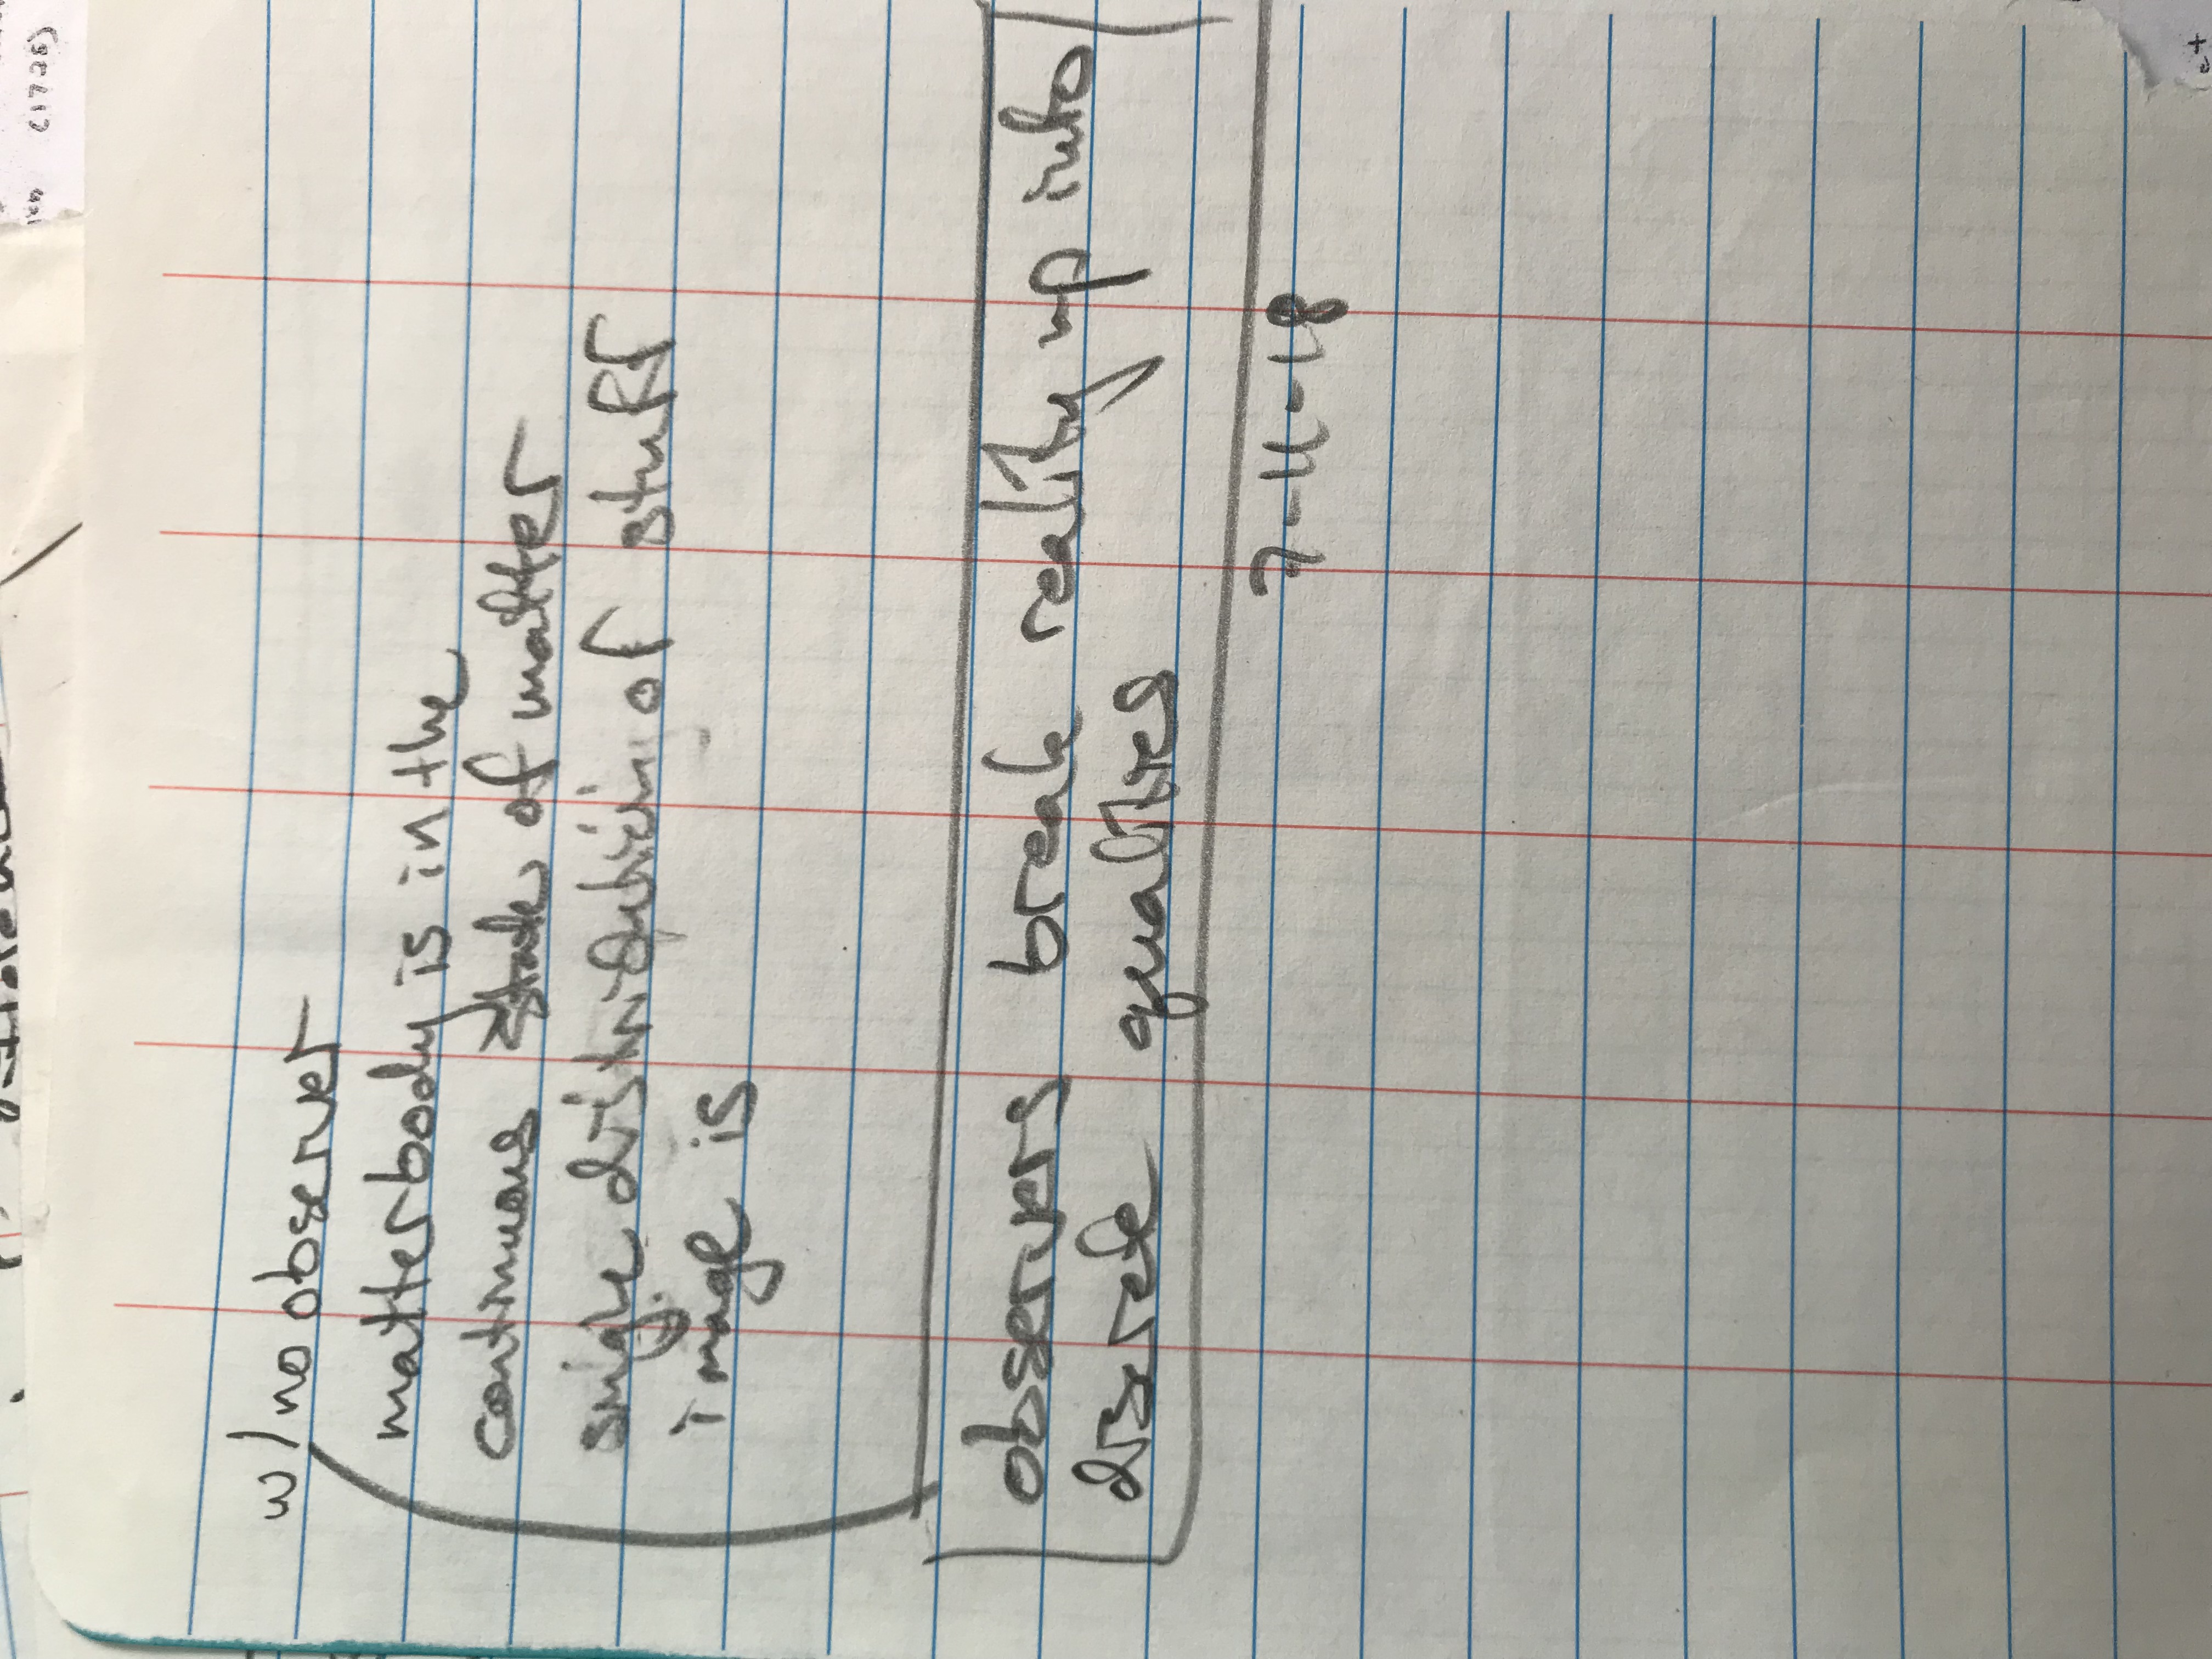 (1725)
w/no observer
matterbody is in the
continuous state of matter
single distribution of stuff
image is
observers break reality up into
discrete qualities
7-11-18